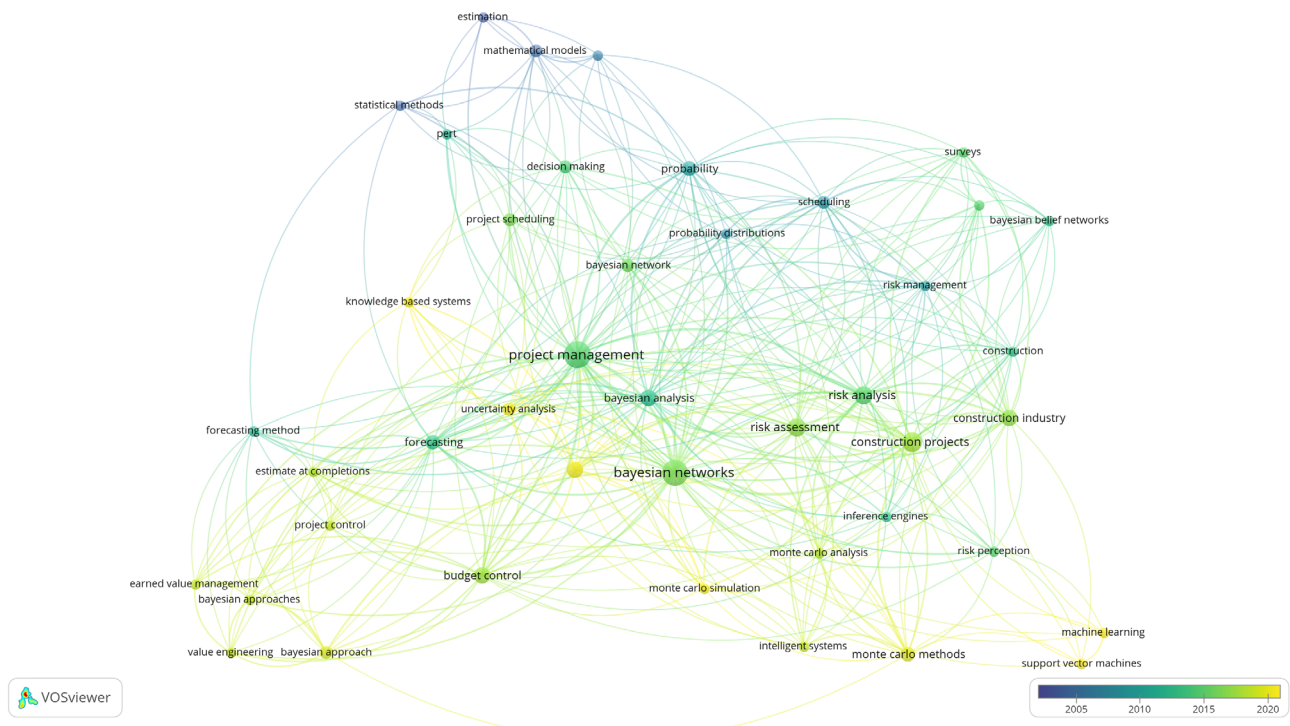 estimation
mathematical models
statistical methods
pert
surveys
decision making
probability
scheduling
project scheduling
bayesian belief networks
probability distributions
bayesian network
risk management
knowledge based systems
project management
construction
risk analysis
bayesian analysis
uncertainty analysis
construction industry
risk assessment
forecasting method
forecasting
construction projects
estimate at completions
bayesian networks
inference engines
project control
risk perception
monte carlo analysis
budget control
earned value management
monte carlo simulation
bayesian approaches
machine learning
intelligent systems
value engineering
bayesian approach
monte carlo methods
support vector machines
VOSviewer
2005 2010 2015 2020